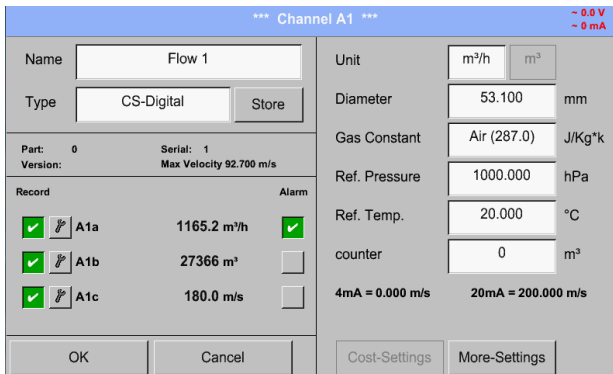 *** Channel A1 ***
~ 0.0 V
~ 0 mA
Name Flow 1
Type CS-Digital Store
Part: 0 Serial: 1
Version: Max Velocity 92.700 m/s
Record Alarm
A1a 1165.2 m³/h
A1b 27366 m³
A1c 180.0 m/s
OK Cancel
Unit m³/h m³
Diameter 53.100 mm
Gas Constant Air (287.0) J/Kg*k
Ref. Pressure 1000.000 hPa
Ref. Temp. 20.000 °C
counter 0 m³
4mA = 0.000 m/s 20mA = 200.000 m/s
Cost-Settings More-Settings